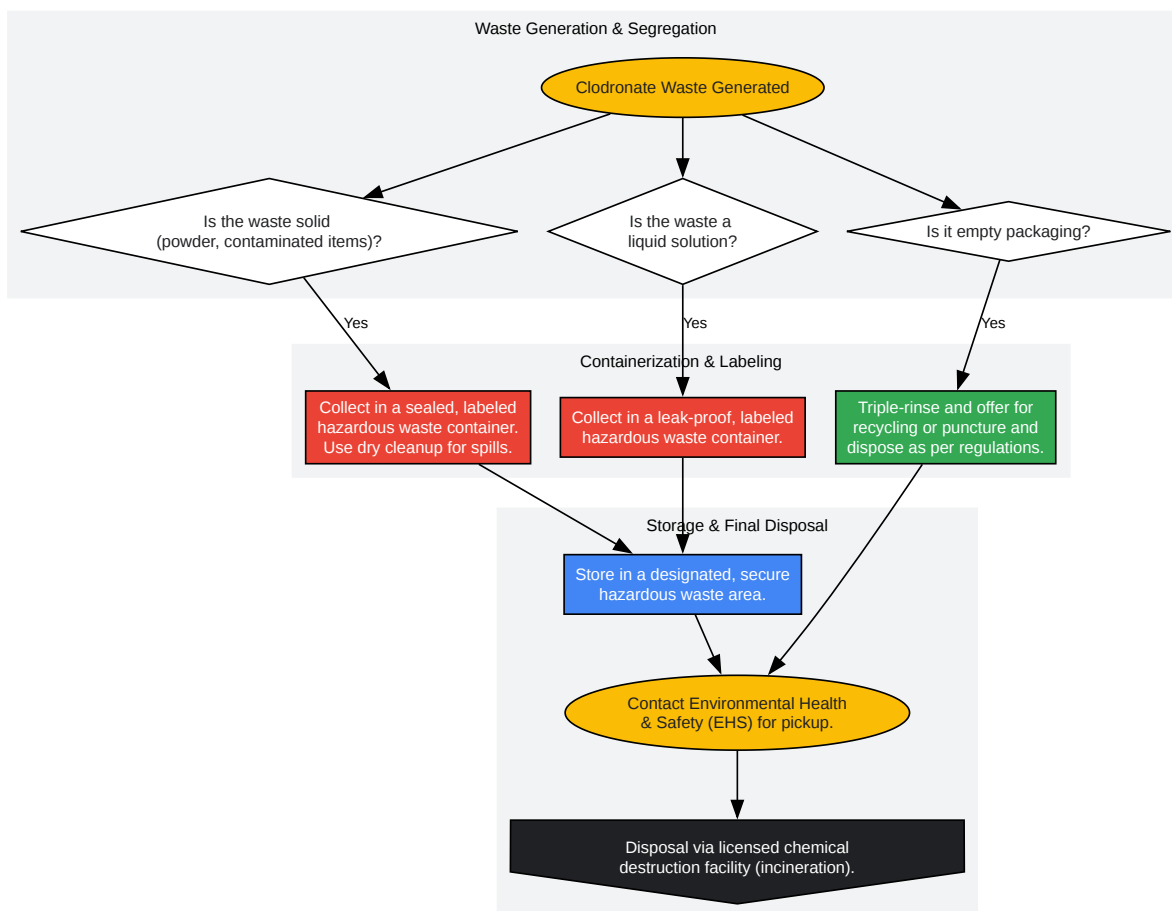 Waste Generation & Segregation
Clodronate Waste Generated
Is the waste solid
(powder, contaminated items)?
Is the waste a
liquid solution?
Is it empty packaging?
Yes
Yes
Yes
Containerization & Labeling
Collect in a sealed, labeled
hazardous waste container.
Use dry cleanup for spills.
Collect in a leak-proof, labeled
hazardous waste container.
Triple-rinse and offer for
recycling or puncture and
dispose as per regulations.
Storage & Final Disposal
Store in a designated, secure
hazardous waste area.
Contact Environmental Health
& Safety (EHS) for pickup.
Disposal via licensed chemical
destruction facility (incineration).